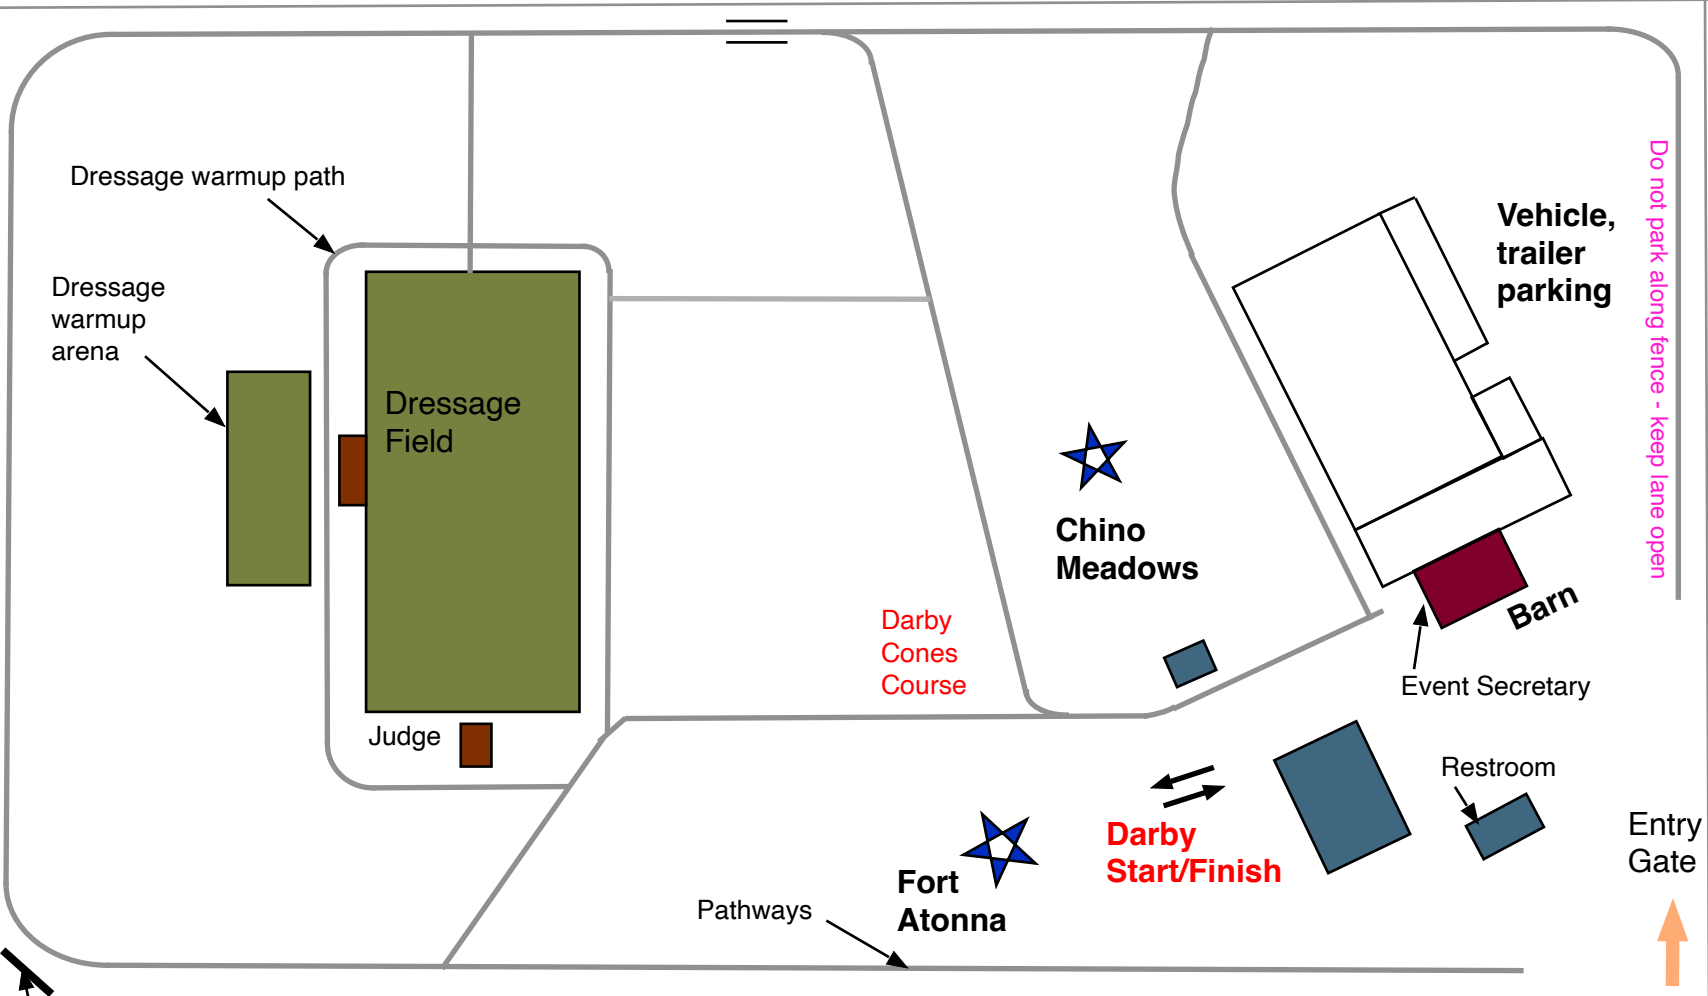 Dressage warmup path
Dressage
warmup
arena
Dressage
Field
Judge
Darby
Cones
Course
Chino
Meadows
Vehicle,
trailer
parking
Do not park along fence - keep lane open
Barn
Event Secretary
Restroom
Entry
Gate
Darby
Start/Finish
Fort
Atonna
Pathways